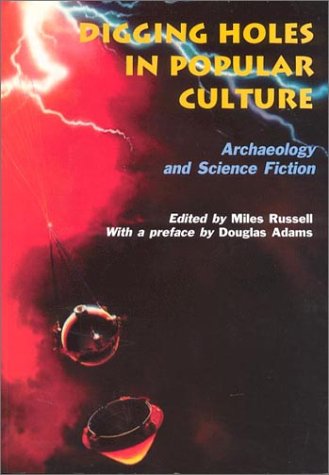 DIGGING HOLES
IN POPULAR
CULTURE
Archaeology
and Science Fiction
Edited by Miles Russell
With a preface by Douglas Adams